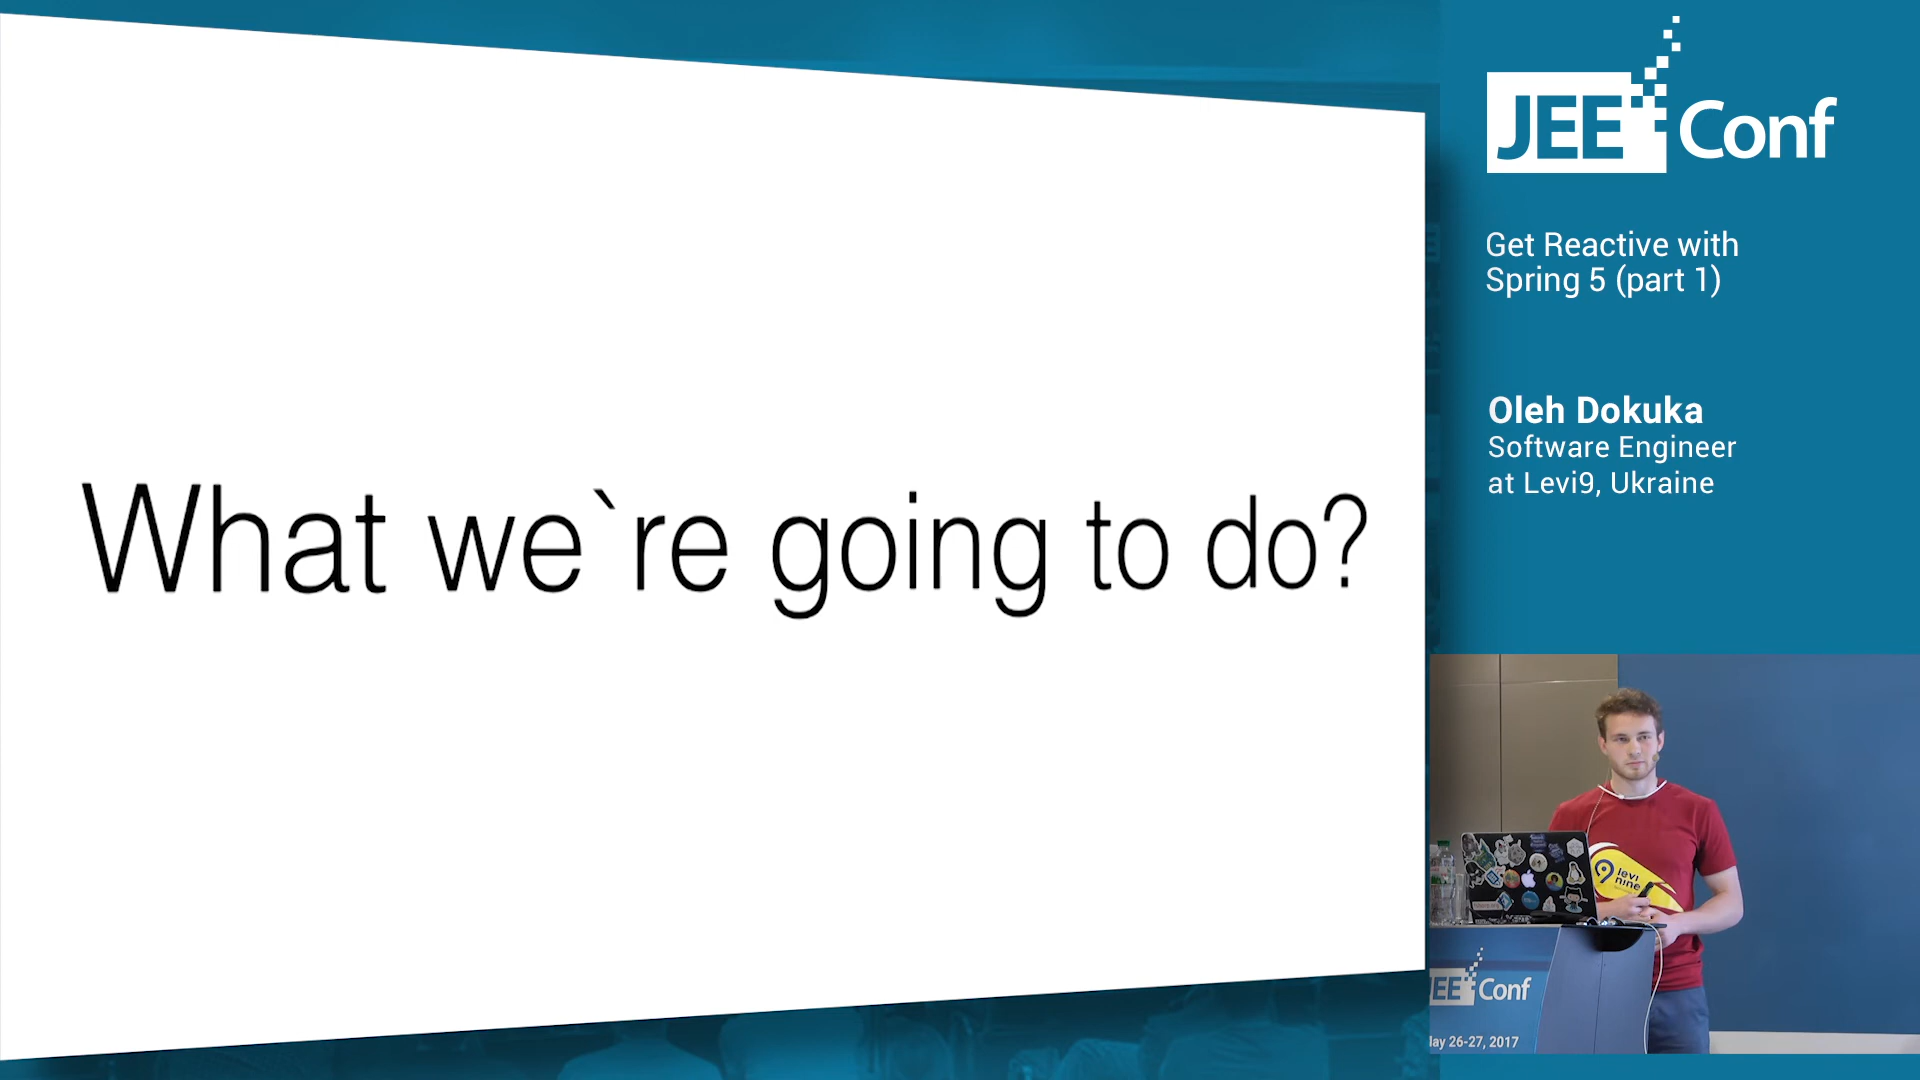 What we`re going to do?
JEE Conf
Get Reactive with
Spring 5 (part 1)
Oleh Dokuka
Software Engineer
at Levi9, Ukraine
levi
nine
EE Conf
ay 26-27, 2017